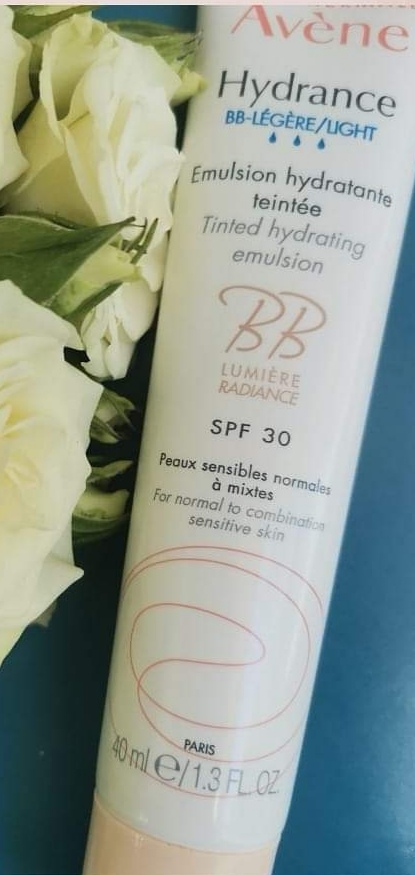 Avène
Hydrance
BB-LÉGÈRE/LIGHT
Emulsion hydratante
teintée
Tinted hydrating
emulsion
BB
LUMIÈRE
RADIANCE
SPF 30
Peaux sensibles normales
à mixtes
For normal to combination
sensitive skin
PARIS
40 ml e/1.3 FL.OZ.